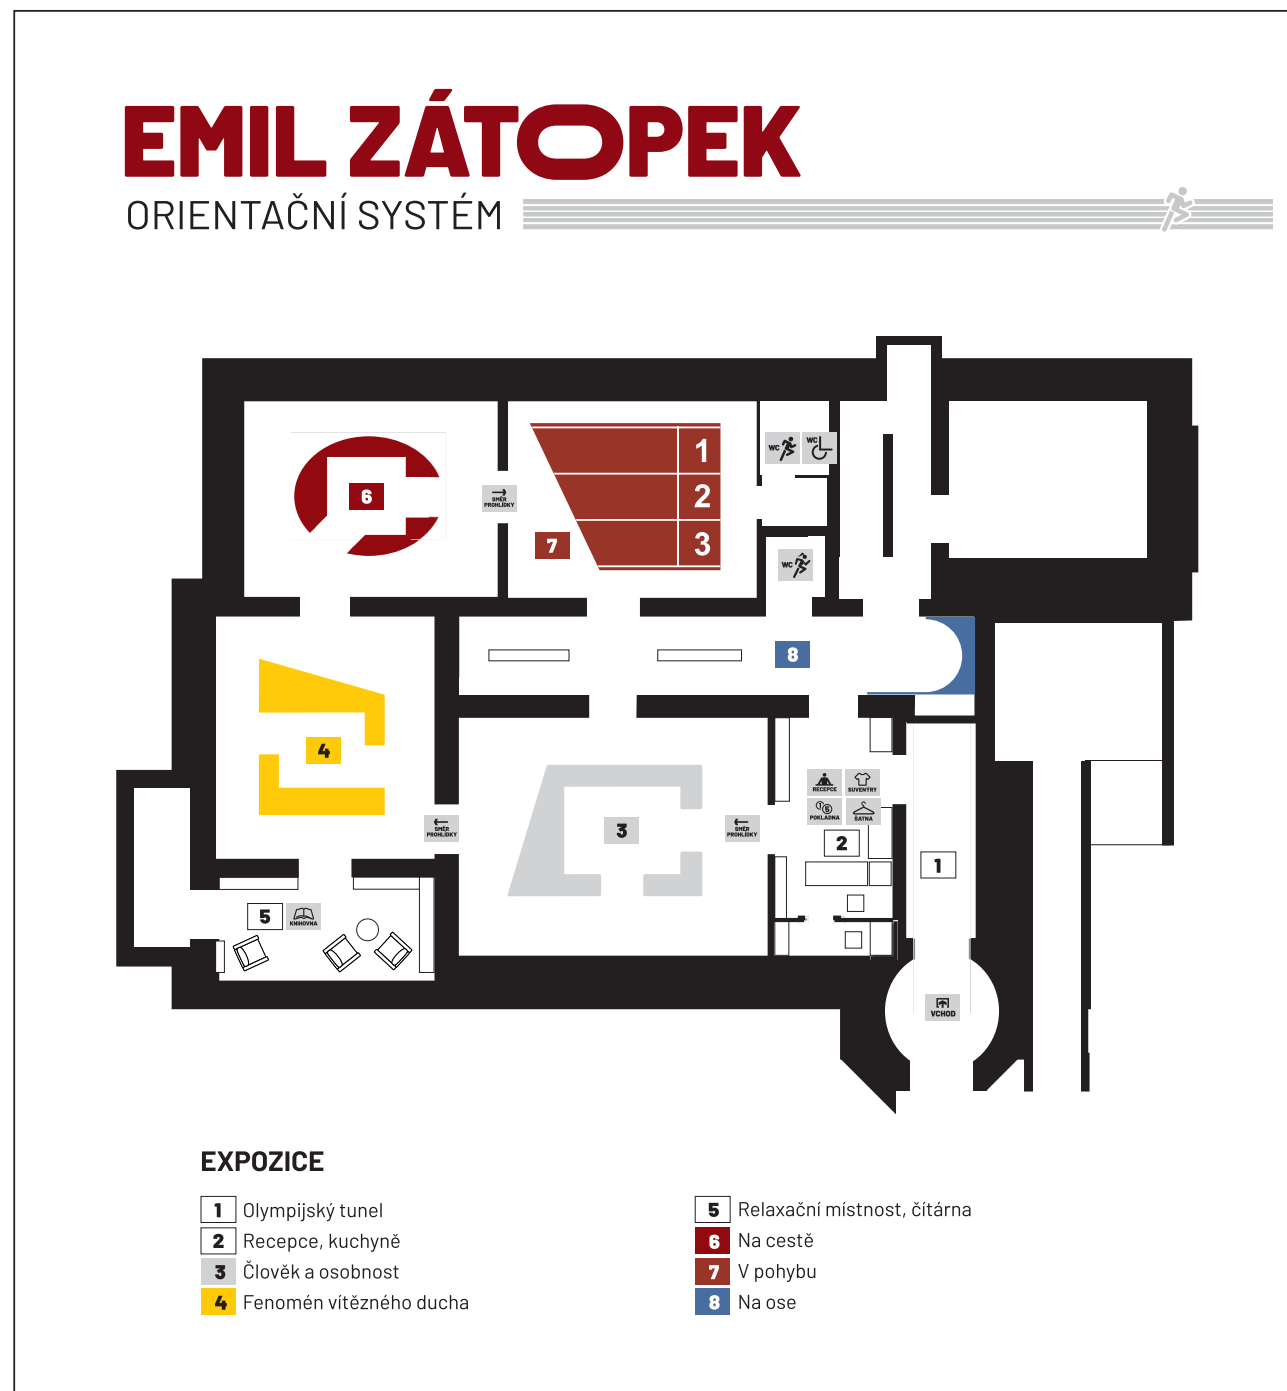 EMIL ZÁTOPEK
ORIENTAČNÍ SYSTÉM
1
WC
WC
6
SMĚR
PROHLÍDKY
2
7
3
WC
8
4
RECEPCE
SUVENÝRY
SMĚR
PROHLÍDKY
3
SMĚR
PROHLÍDKY
1 5
POKLADNA
ŠATNA
2
1
5
KNIHOVNA
VCHOD
EXPOZICE
1 Olympijský tunel
2 Recepce, kuchyně
3 Člověk a osobnost
4 Fenomén vítězného ducha
5 Relaxační místnost, čítárna
6 Na cestě
7 V pohybu
8 Na ose